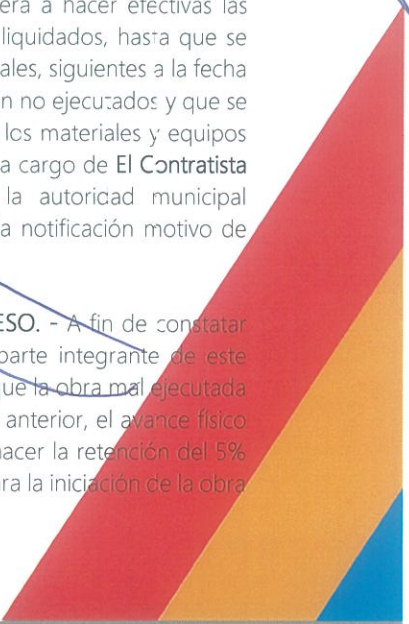 erá a hacer efectivas las
liquidados, hasta que se
ales, siguientes a la fecha
n no ejecutados y que se
los materiales y equipos
a cargo de El Contratista
la autoridad municipal
a notificación motivo de
ESO. - A fin de constatar
parte integrante de este
ue la obra mal ejecutada
anterior, el avance físico
hacer la retención del 5%
ara la iniciación de la obra